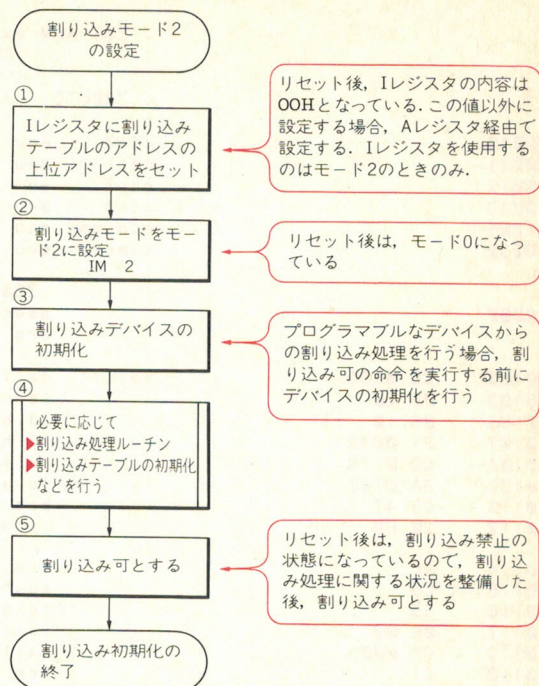 割り込みモード2
の設定
①
Iレジスタに割り込み
テーブルのアドレスの
上位アドレスをセット
リセット後，Iレジスタの内容は
OOHとなっている．この値以外に
設定する場合，Aレジスタ経由で
設定する．Iレジスタを使用する
のはモード2のときのみ．
②
割り込みモードをモー
ド2に設定
IM 2
リセット後は，モード0になっ
ている
③
割り込みデバイスの
初期化
プログラマブルなデバイスから
の割り込み処理を行う場合，割
り込み可の命令を実行する前に
デバイスの初期化を行う
④
必要に応じて
▶割り込み処理ルーチン
▶割り込みテーブルの初期化
などを行う
⑤
割り込み可とする
リセット後は，割り込み禁止の
状態になっているので，割り込
み処理に関する状況を整備した
後，割り込み可とする
割り込み初期化の
終了